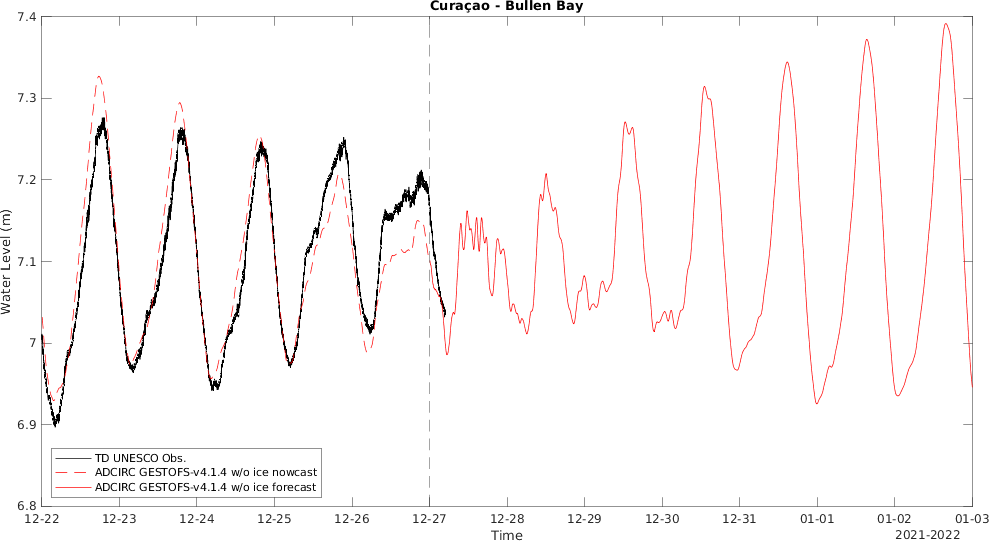 Curaçao - Bullen Bay
Water Level (m)
7.4
7.3
7.2
7.1
7
6.9
6.8
TD UNESCO Obs.
ADCIRC GESTOFS-v4.1.4 w/o ice nowcast
ADCIRC GESTOFS-v4.1.4 w/o ice forecast
12-22 12-23 12-24 12-25 12-26 12-27 12-28 12-29 12-30 12-31 01-01 01-02 01-03
Time
2021-2022